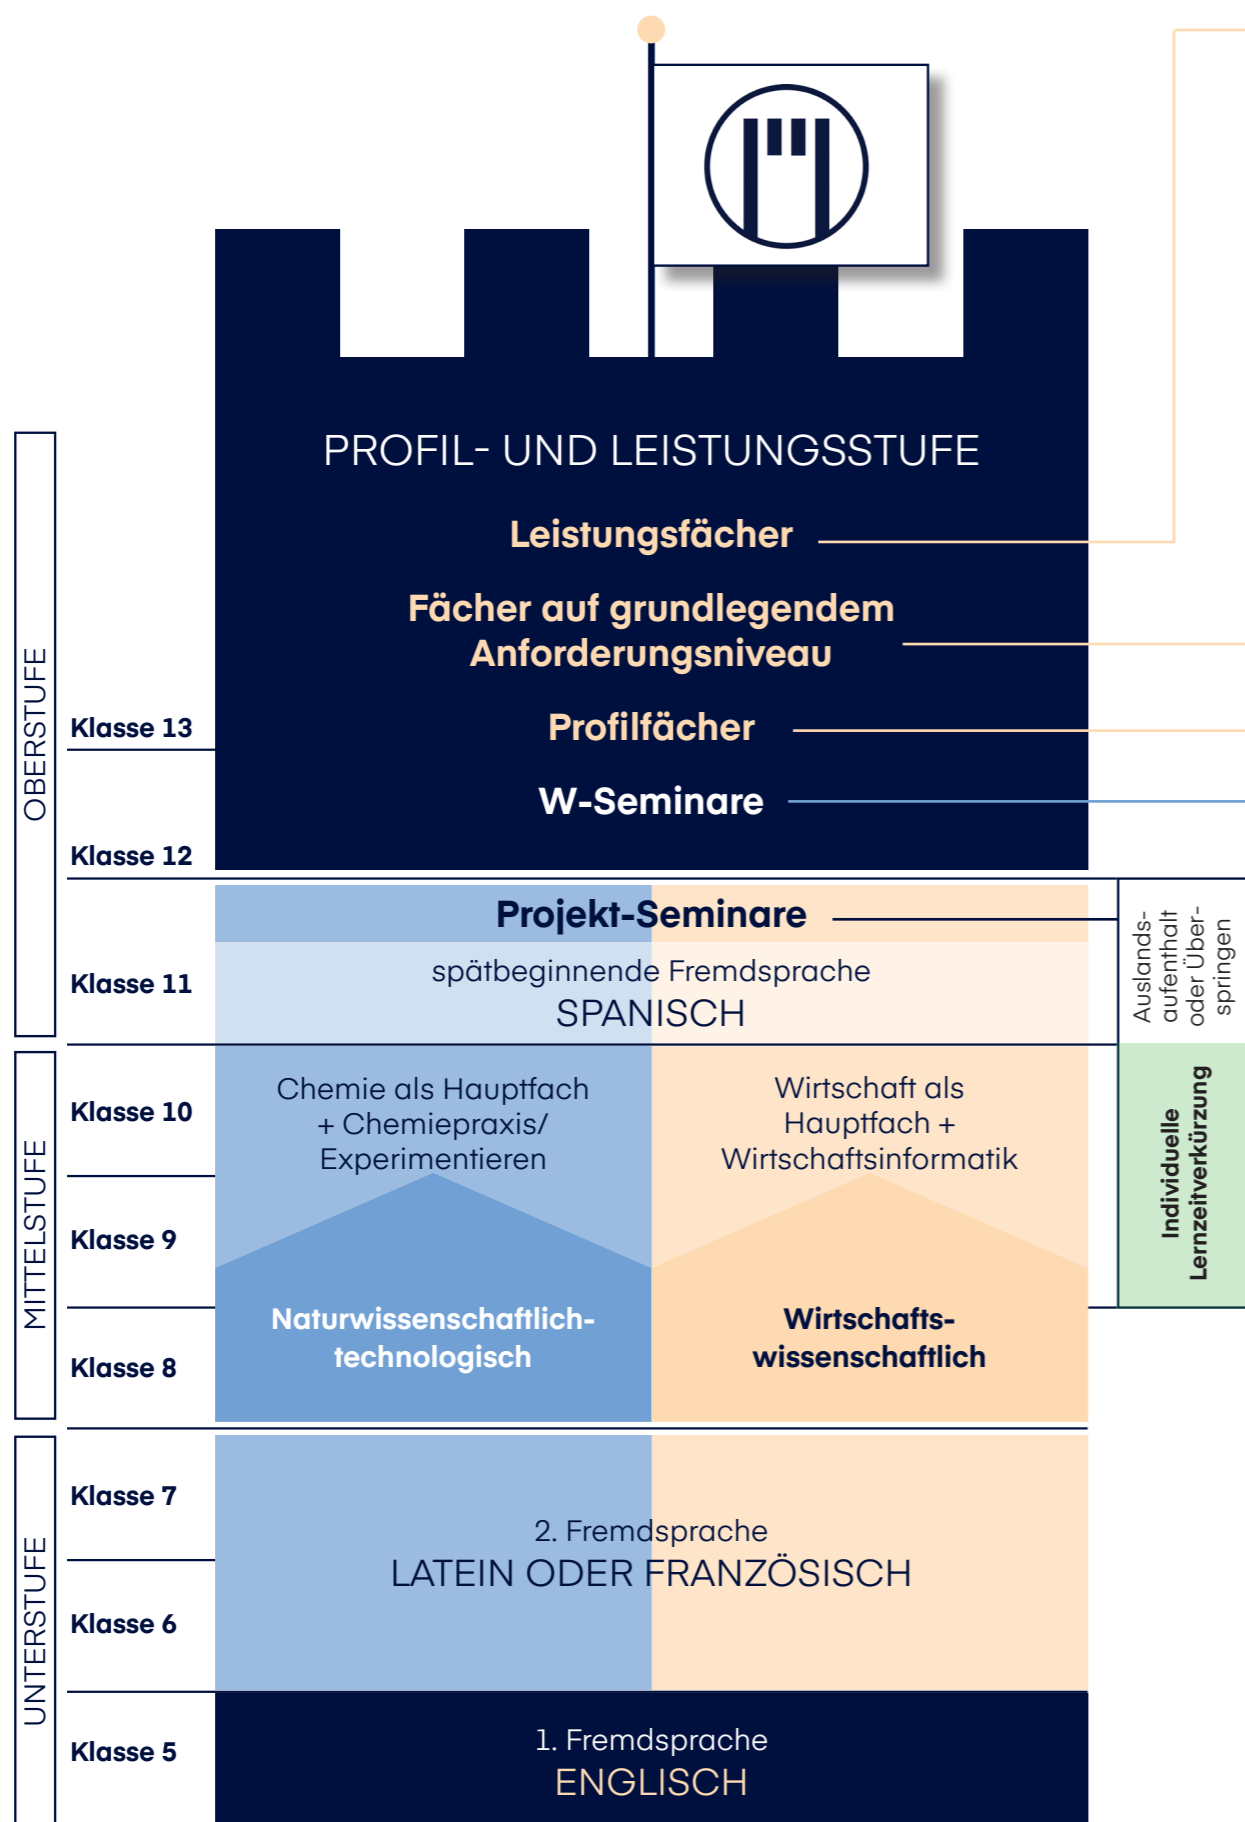 PROFIL- UND LEISTUNGSSTUFE
Leistungsfächer
Fächer auf grundlegendem
Anforderungsniveau
Profilfächer
W-Seminare
OBERSTUFE
Klasse 13
Klasse 12
Klasse 11
Projekt-Seminare
spätbeginnende Fremdsprache
SPANISCH
Auslands-
aufenthalt
oder Über-
springen
MITTELSTUFE
Klasse 10
Klasse 9
Klasse 8
Chemie als Hauptfach
+ Chemiepraxis/
Experimentieren
Wirtschaft als
Hauptfach +
Wirtschaftsinformatik
Individuelle
Lernzeitverkürzung
Naturwissenschaftlich-
technologisch
Wirtschafts-
wissenschaftlich
UNTERSTUFE
Klasse 7
Klasse 6
Klasse 5
2. Fremdsprache
LATEIN ODER FRANZÖSISCH
1. Fremdsprache
ENGLISCH